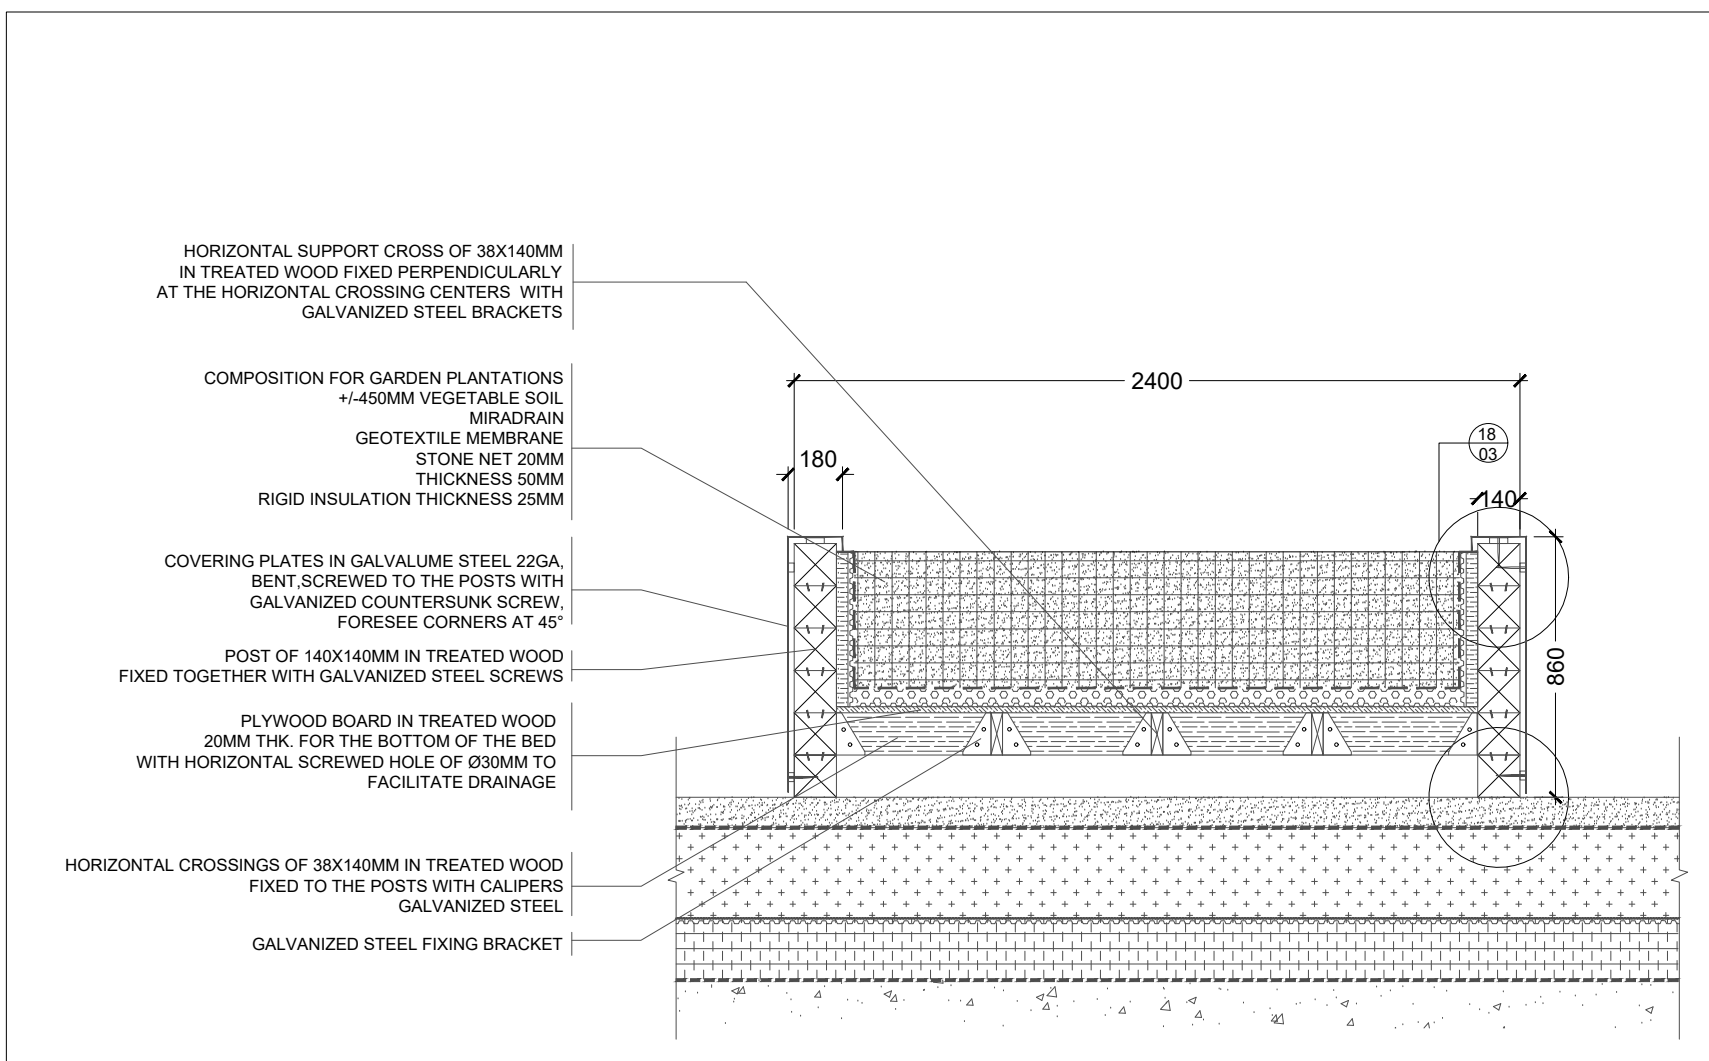 HORIZONTAL SUPPORT CROSS OF 38X140MM
IN TREATED WOOD FIXED PERPENDICULARLY
AT THE HORIZONTAL CROSSING CENTERS  WITH
GALVANIZED STEEL BRACKETS
COMPOSITION FOR GARDEN PLANTATIONS
+/-450MM VEGETABLE SOIL
MIRADRAIN
GEOTEXTILE MEMBRANE
STONE NET 20MM
THICKNESS 50MM
RIGID INSULATION THICKNESS 25MM
COVERING PLATES IN GALVALUME STEEL 22GA,
BENT,SCREWED TO THE POSTS WITH
GALVANIZED COUNTERSUNK SCREW,
FORESEE CORNERS AT 45°
POST OF 140X140MM IN TREATED WOOD
FIXED TOGETHER WITH GALVANIZED STEEL SCREWS
PLYWOOD BOARD IN TREATED WOOD
20MM THK. FOR THE BOTTOM OF THE BED
WITH HORIZONTAL SCREWED HOLE OF Ø30MM TO
FACILITATE DRAINAGE
HORIZONTAL CROSSINGS OF 38X140MM IN TREATED WOOD
FIXED TO THE POSTS WITH CALIPERS
GALVANIZED STEEL
GALVANIZED STEEL FIXING BRACKET
2400
180
18
03
140
860